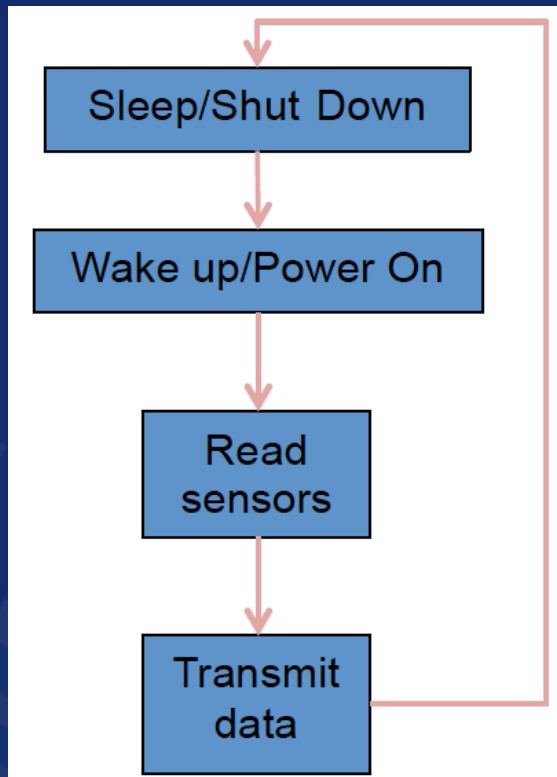 Sleep/Shut Down
Wake up/Power On
Read
sensors
Transmit
data